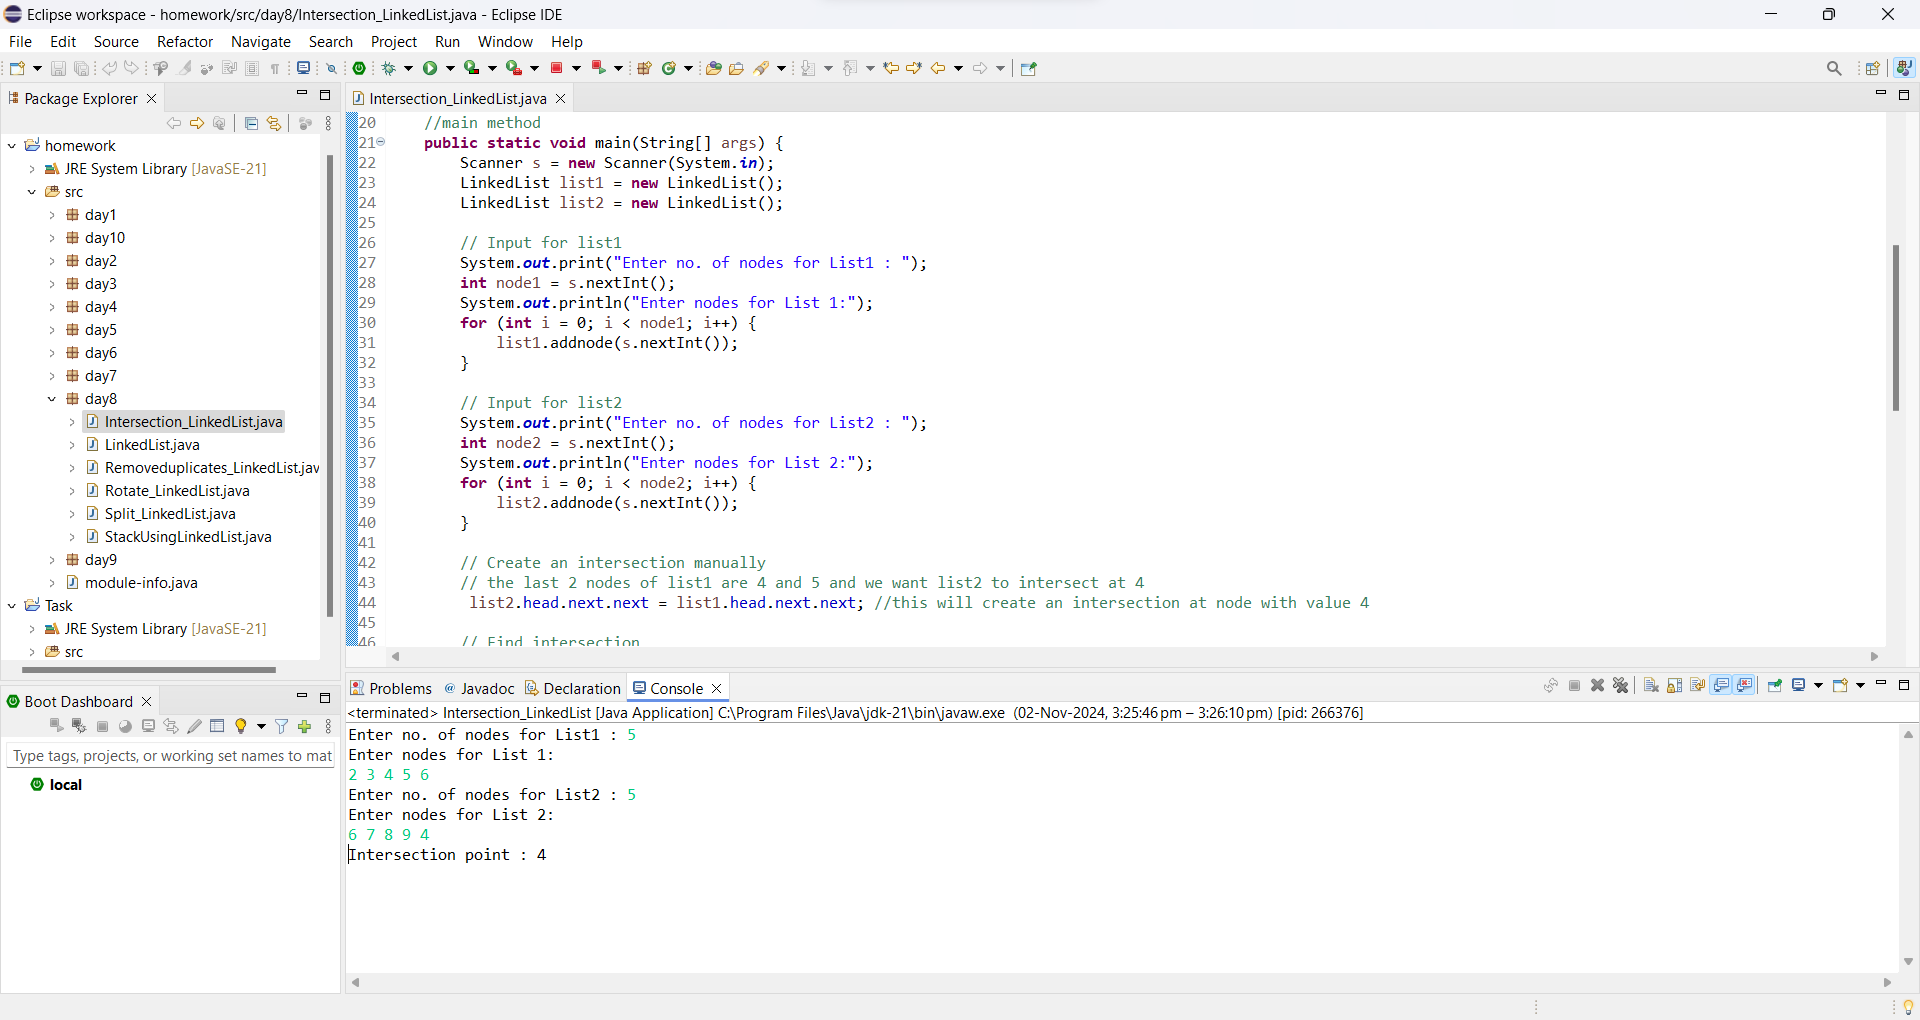 Eclipse workspace - homework/src/day8/Intersection_LinkedList.java - Eclipse IDE
File Edit Source Refactor Navigate Search Project Run Window Help
Package Explorer
homework
JRE System Library [JavaSE-21]
src
day1
day10
day2
day3
day4
day5
day6
day7
day8
Intersection_LinkedList.java
LinkedList.java
Removeduplicates_LinkedList.jav
Rotate_LinkedList.java
Split_LinkedList.java
StackUsingLinkedList.java
day9
module-info.java
Task
JRE System Library [JavaSE-21]
src
Boot Dashboard
Type tags, projects, or working set names to mat
local
Intersection_LinkedList.java
20 //main method
21 public static void main(String[] args) {
22 Scanner s = new Scanner(System.in);
23 LinkedList list1 = new LinkedList();
24 LinkedList list2 = new LinkedList();
25
26 // Input for list1
27 System.out.print("Enter no. of nodes for List1 : ");
28 int node1 = s.nextInt();
29 System.out.println("Enter nodes for List 1:");
30 for (int i = 0; i < node1; i++) {
31 list1.addnode(s.nextInt());
32 }
33
34 // Input for list2
35 System.out.print("Enter no. of nodes for List2 : ");
36 int node2 = s.nextInt();
37 System.out.println("Enter nodes for List 2:");
38 for (int i = 0; i < node2; i++) {
39 list2.addnode(s.nextInt());
40 }
41
42 // Create an intersection manually
43 // the last 2 nodes of list1 are 4 and 5 and we want list2 to intersect at 4
44 list2.head.next.next = list1.head.next.next; //this will create an intersection at node with value 4
45
46 // Find intersection
Problems Javadoc Declaration Console
<terminated> Intersection_LinkedList [Java Application] C:\Program Files\Java\jdk-21\bin\javaw.exe (02-Nov-2024, 3:25:46 pm – 3:26:10 pm) [pid: 266376]
Enter no. of nodes for List1 : 5
Enter nodes for List 1:
2 3 4 5 6
Enter no. of nodes for List2 : 5
Enter nodes for List 2:
6 7 8 9 4
Intersection point : 4